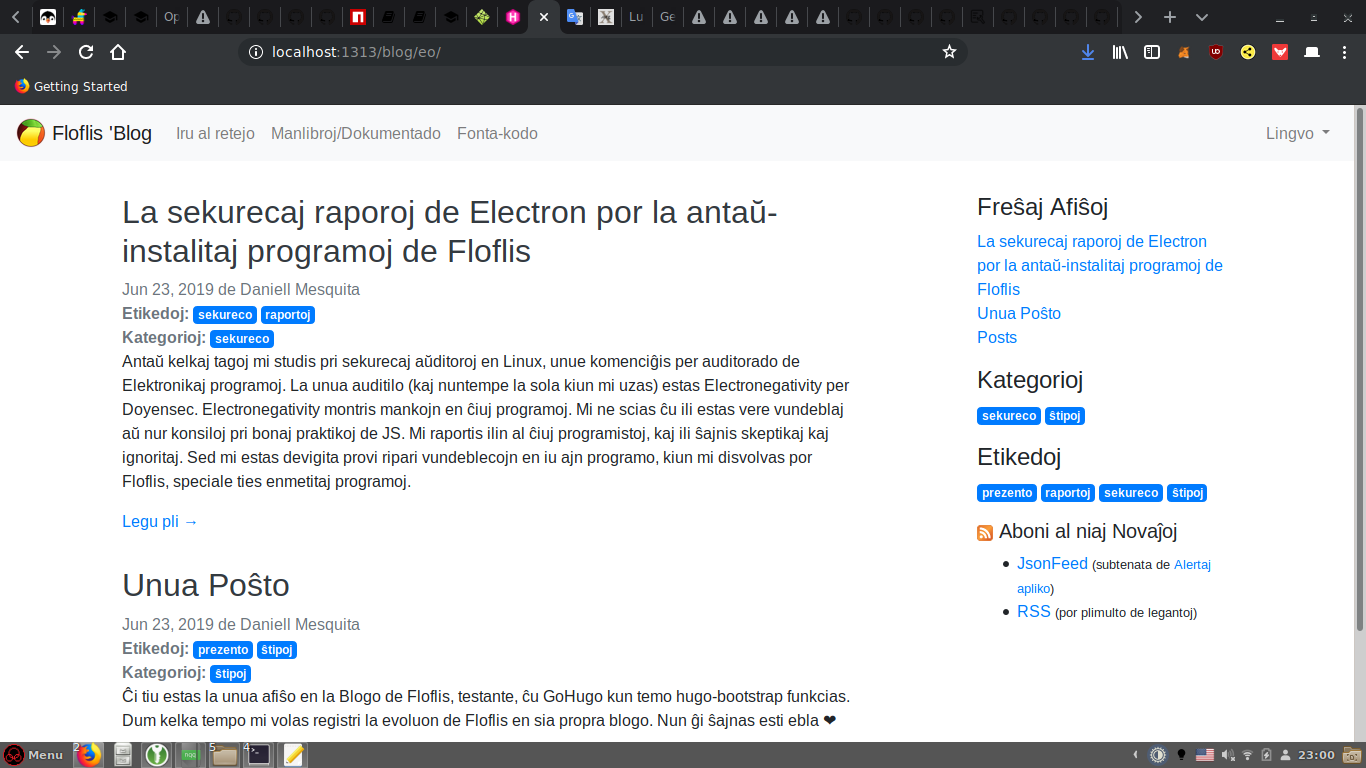 Op
Lu
Ge
localhost:1313/blog/eo/
Getting Started
Floflis 'Blog
Iru al retejo
Manlibroj/Dokumentado
Fonta-kodo
Lingvo
La sekurecaj raporoj de Electron por la antaŭ-
instalitaj programoj de Floflis
Jun 23, 2019 de Daniell Mesquita
Etikedoj: sekureco raportoj
Kategorioj: sekureco
Antaŭ kelkaj tagoj mi studis pri sekurecaj aŭditoroj en Linux, unue komenciĝis per auditorado de
Elektronikaj programoj. La unua auditilo (kaj nuntempe la sola kiun mi uzas) estas Electronegativity per
Doyensec. Electronegativity montris mankojn en ĉiuj programoj. Mi ne scias ĉu ili estas vere vundeblaj
aŭ nur konsiloj pri bonaj praktikoj de JS. Mi raportis ilin al ĉiuj programistoj, kaj ili ŝajnis skeptikaj kaj
ignoritaj. Sed mi estas devigita provi ripari vundeblecojn en iu ajn programo, kiun mi disvolvas por
Floflis, speciale ties enmetitaj programoj.
Legu pli →
Unua Poŝto
Jun 23, 2019 de Daniell Mesquita
Etikedoj: prezento ŝtipoj
Kategorioj: ŝtipoj
Ĉi tiu estas la unua afiŝo en la Blogo de Floflis, testante, ĉu GoHugo kun temo hugo-bootstrap funkcias.
Dum kelka tempo mi volas registri la evoluon de Floflis en sia propra blogo. Nun ĝi ŝajnas esti ebla ❤
Freŝaj Afiŝoj
La sekurecaj raporoj de Electron
por la antaŭ-instalitaj programoj de
Floflis
Unua Poŝto
Posts
Kategorioj
sekureco ŝtipoj
Etikedoj
prezento raportoj sekureco ŝtipoj
Aboni al niaj Novaĵoj
JsonFeed (subtenata de Alertaj
apliko)
RSS (por plimulto de legantoj)
Menu
2
5
4
23:00